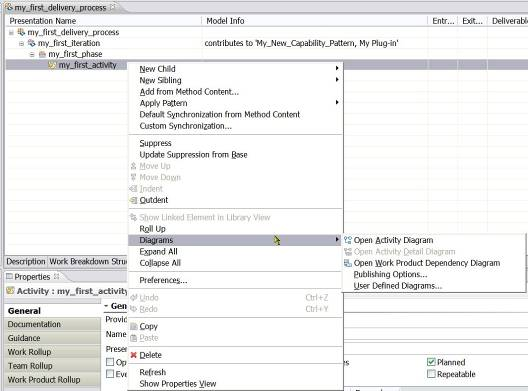 my_first_delivery_process
Presentation Name Model Info Entr... Exit... Deliverabl
my_first_delivery_process
my_first_iteration contributes to 'My_New_Capability_Pattern, My Plug-in'
my_first_phase
my_first_activity
New Child
New Sibling
Add from Method Content...
Apply Pattern
Default Synchronization from Method Content
Custom Synchronization...
Suppress
Update Suppression from Base
Move Up
Move Down
Indent
Outdent
Show Linked Element in Library View
Roll Up
Diagrams
Open Activity Diagram
Expand All
Open Activity Detail Diagram
Collapse All
Open Work Product Dependency Diagram
Description Work Breakdown Stru
Publishing Options...
Preferences...
User Defined Diagrams...
Properties
Activity : my_first_activity
Undo Ctrl+Z
Redo Ctrl+Y
General
Gen
Documentation
Provid
Copy
Guidance
Name
Paste
Work Rollup
Prese
Delete
Team Rollup
Op
es
Planned
Work Product Rollup
Eve
Refresh
Repeatable
Show Properties View